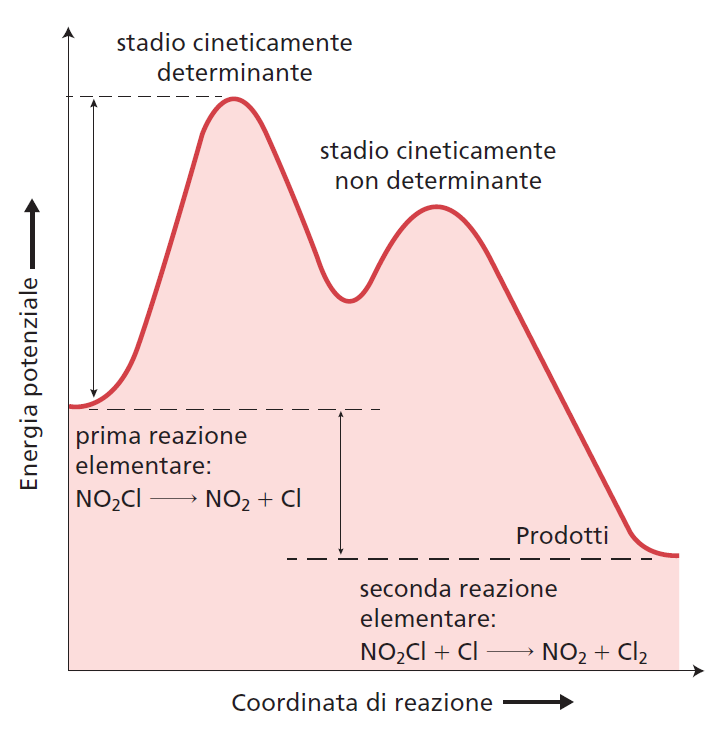 stadio cineticamente
determinante
stadio cineticamente
non determinante
Energia potenziale
prima reazione
elementare:
NO₂Cl ⟶ NO₂ + Cl
Prodotti
seconda reazione
elementare:
NO₂Cl + Cl ⟶ NO₂ + Cl₂
Coordinata di reazione